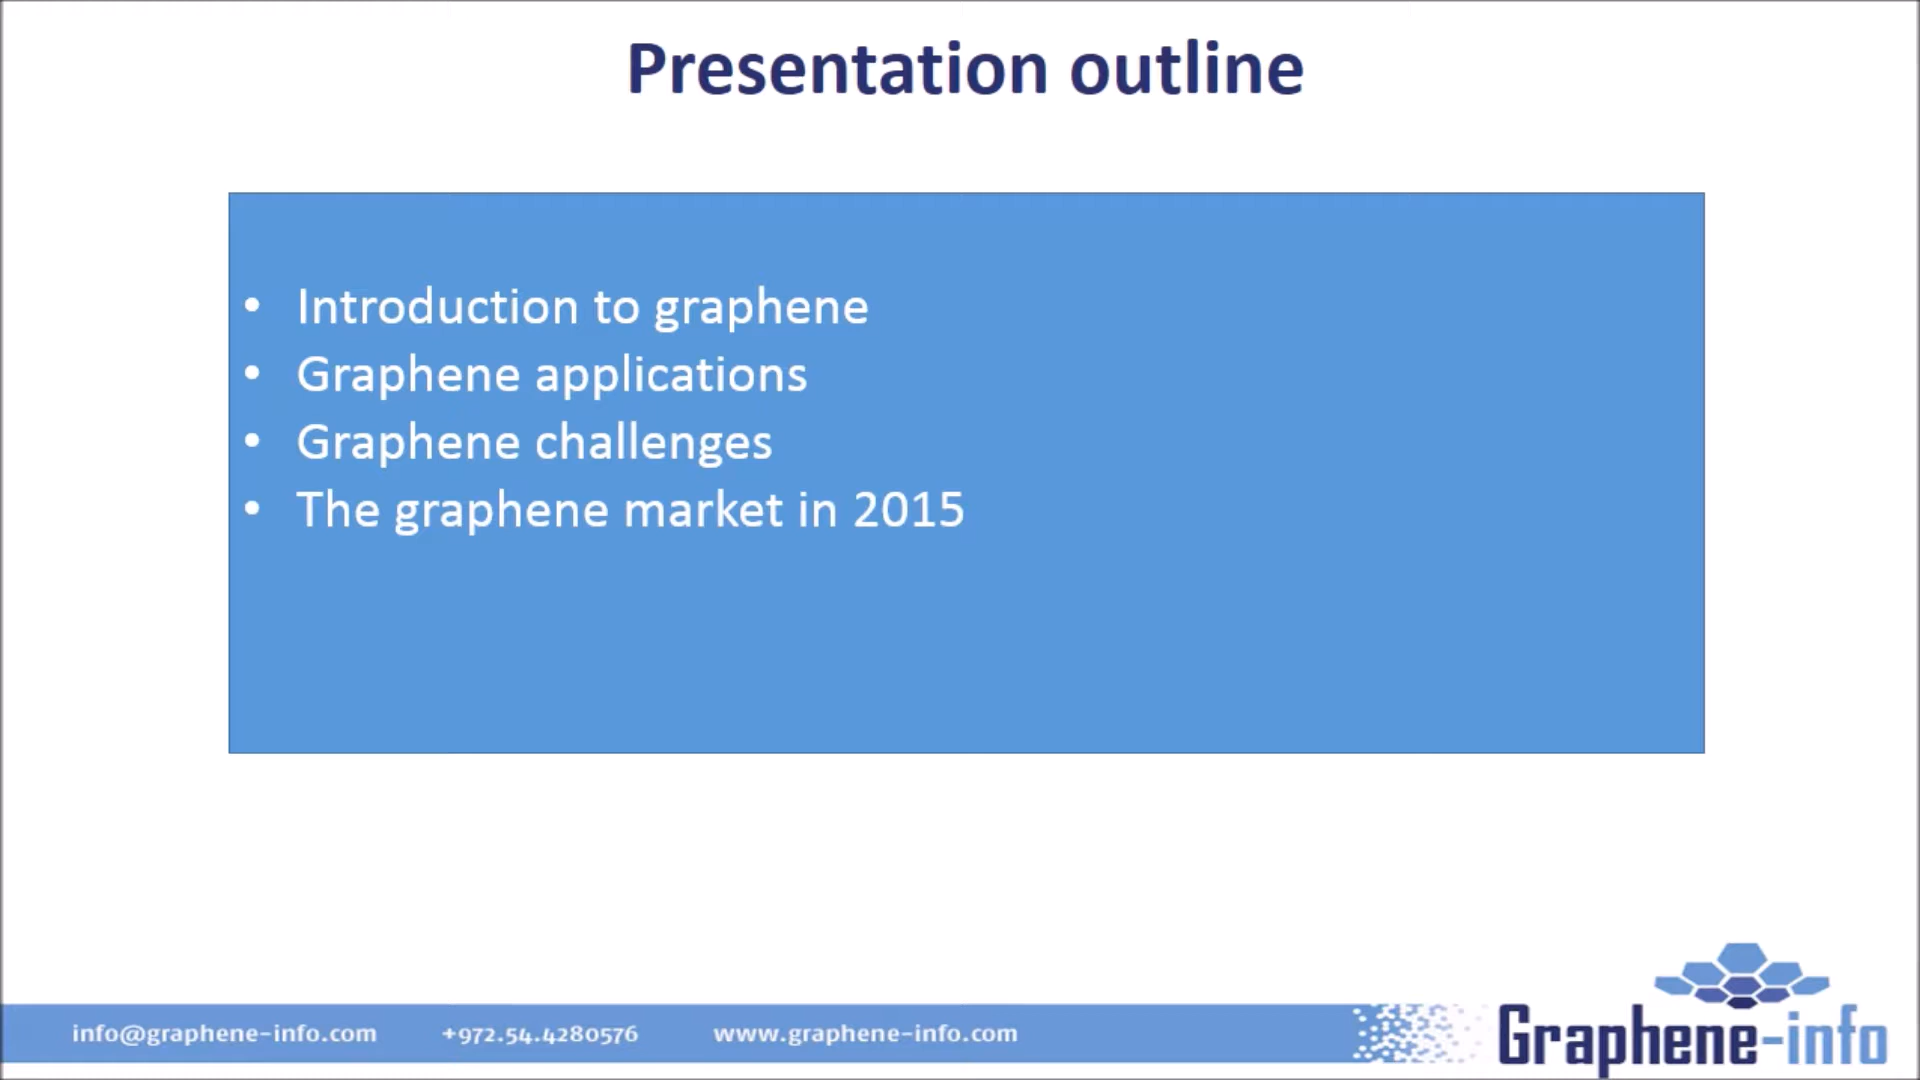 Presentation outline
• Introduction to graphene
• Graphene applications
• Graphene challenges
• The graphene market in 2015
info@graphene-info.com +972.54.4280576 www.graphene-info.com
Graphene-info